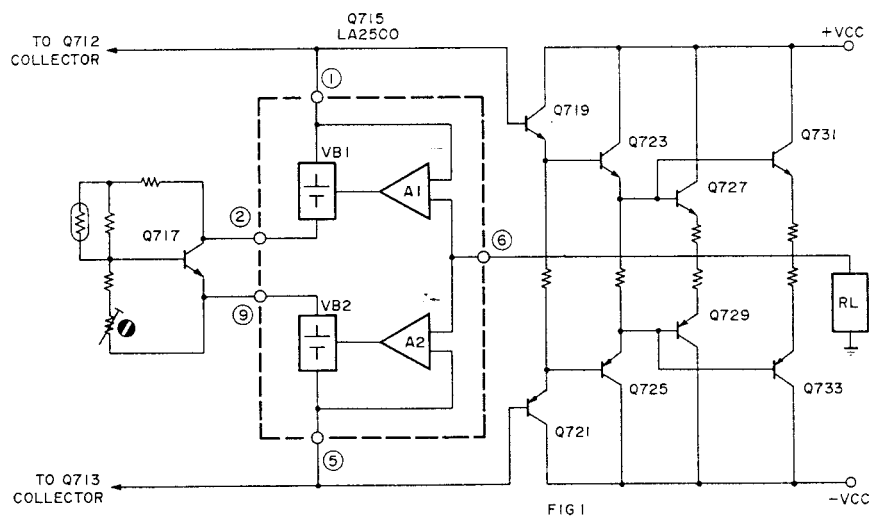 Q715
LA2500
TO Q712
COLLECTOR
+VCC
①
Q719
Q723
Q731
VB1
A1
Q727
②
Q717
⑥
⑨
VB2
A2
RL
Q729
Q725
Q733
Q721
⑤
TO Q713
COLLECTOR
-VCC
FIG 1